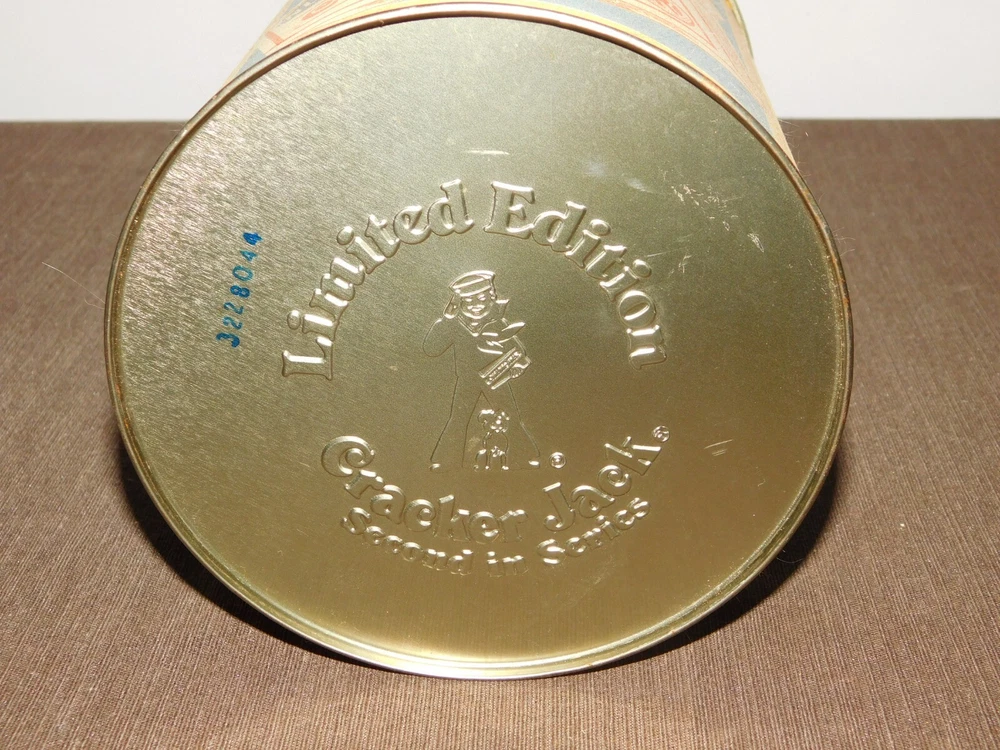 Limited Edition
3228044
Cracker Jack®
Second in Series